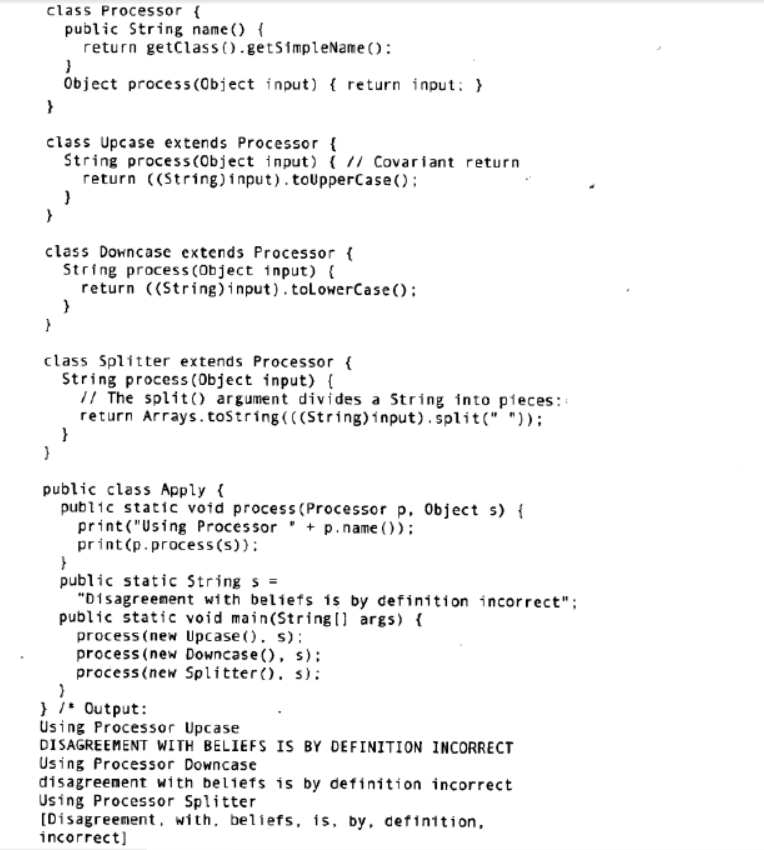 class Processor {
  public String name() {
    return getClass().getSimpleName();
  }
  Object process(Object input) { return input; }
}
class Upcase extends Processor {
  String process(Object input) { // Covariant return
    return ((String)input).toUpperCase();
  }
}
class Downcase extends Processor {
  String process(Object input) {
    return ((String)input).toLowerCase();
  }
}
class Splitter extends Processor {
  String process(Object input) {
    // The split() argument divides a String into pieces:
    return Arrays.toString(((String)input).split(" "));
  }
}
public class Apply {
  public static void process(Processor p, Object s) {
    print("Using Processor " + p.name());
    print(p.process(s));
  }
  public static String s =
    "Disagreement with beliefs is by definition incorrect";
  public static void main(String[] args) {
    process(new Upcase(), s);
    process(new Downcase(), s);
    process(new Splitter(), s);
  }
} /* Output:
Using Processor Upcase
DISAGREEMENT WITH BELIEFS IS BY DEFINITION INCORRECT
Using Processor Downcase
disagreement with beliefs is by definition incorrect
Using Processor Splitter
[Disagreement, with, beliefs, is, by, definition,
incorrect]